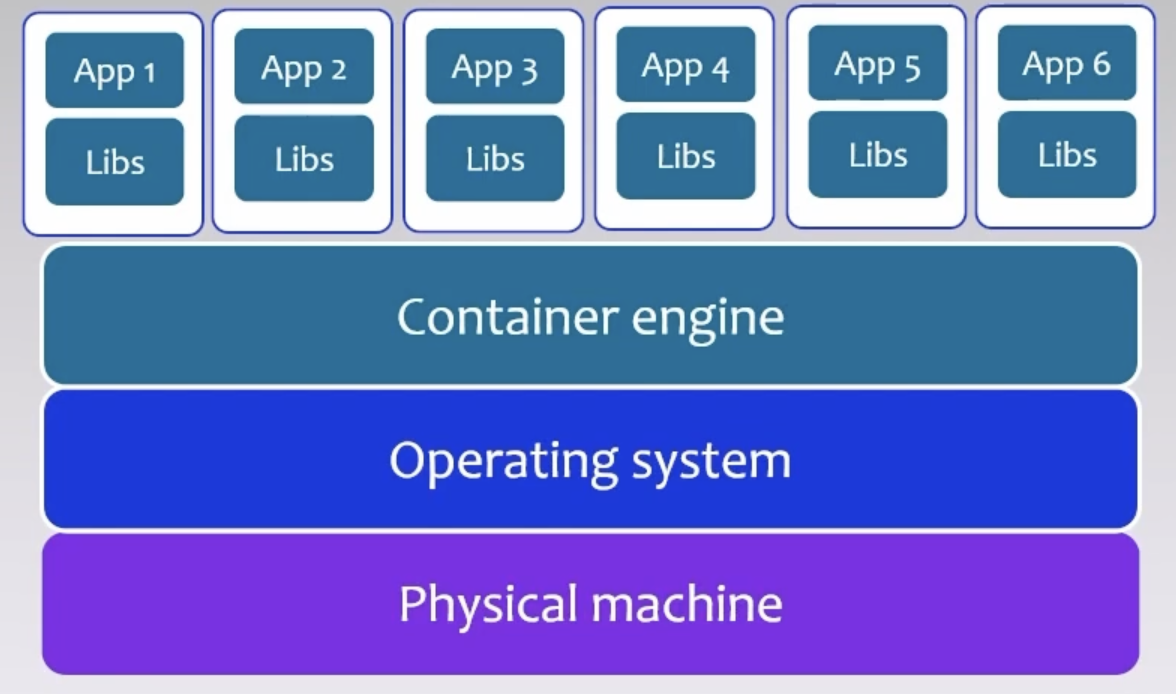 App 1
App 2
App 3
App 4
App 5
App 6
Libs
Libs
Libs
Libs
Libs
Libs
Container engine
Operating system
Physical machine